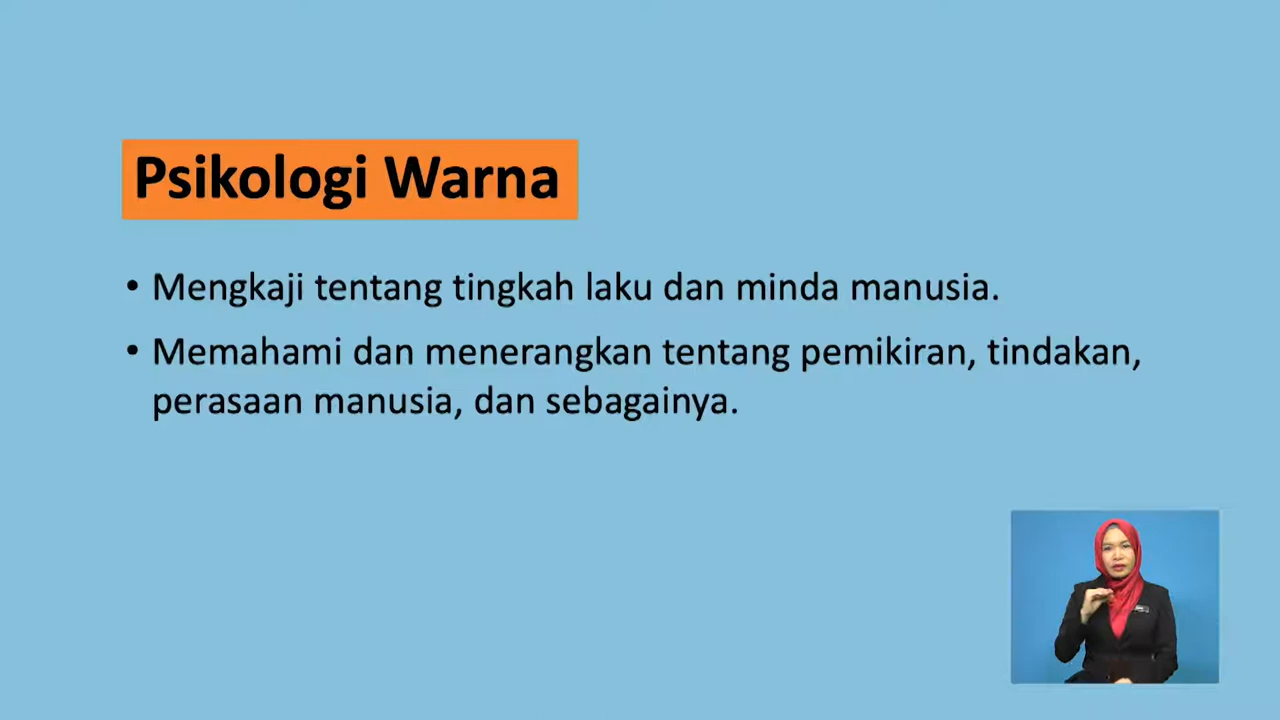 Psikologi Warna
• Mengkaji tentang tingkah laku dan minda manusia.
• Memahami dan menerangkan tentang pemikiran, tindakan,
perasaan manusia, dan sebagainya.